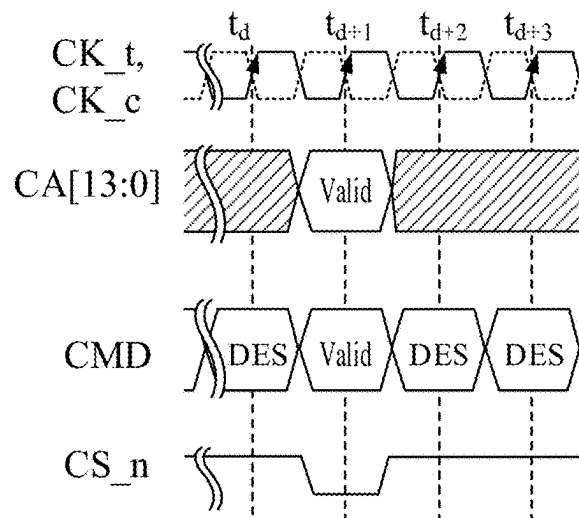 t_d t_d+1 t_d+2 t_d+3
CK_t,
CK_c
CA[13:0] Valid
CMD DES Valid DES DES
CS_n